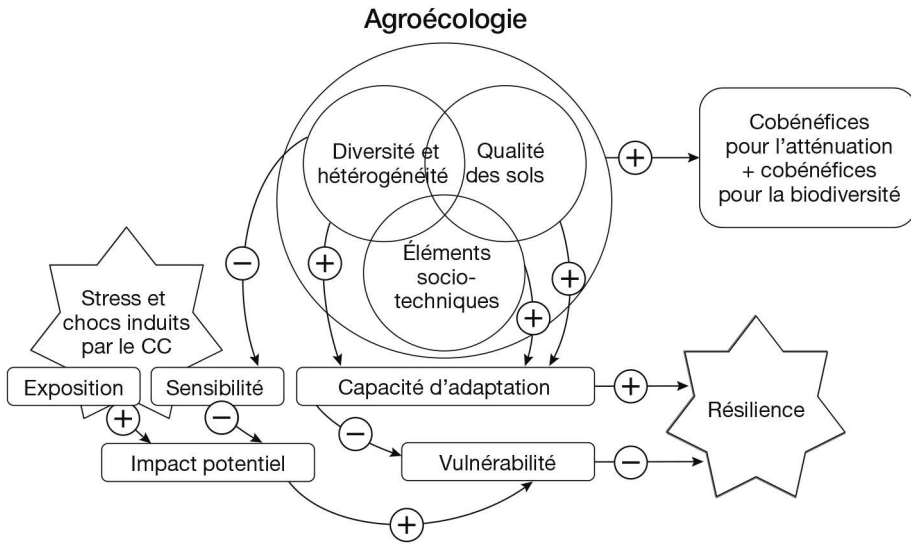 Agroécologie
Diversité et
hétérogénéité
Qualité
des sols
Éléments
socio-
techniques
+
Cobénéfices
pour l'atténuation
+ cobénéfices
pour la biodiversité
−
+
+
+
Stress et
chocs induits
par le CC
Exposition
Sensibilité
Capacité d'adaptation
+
Résilience
+
−
−
Impact potentiel
Vulnérabilité
−
+